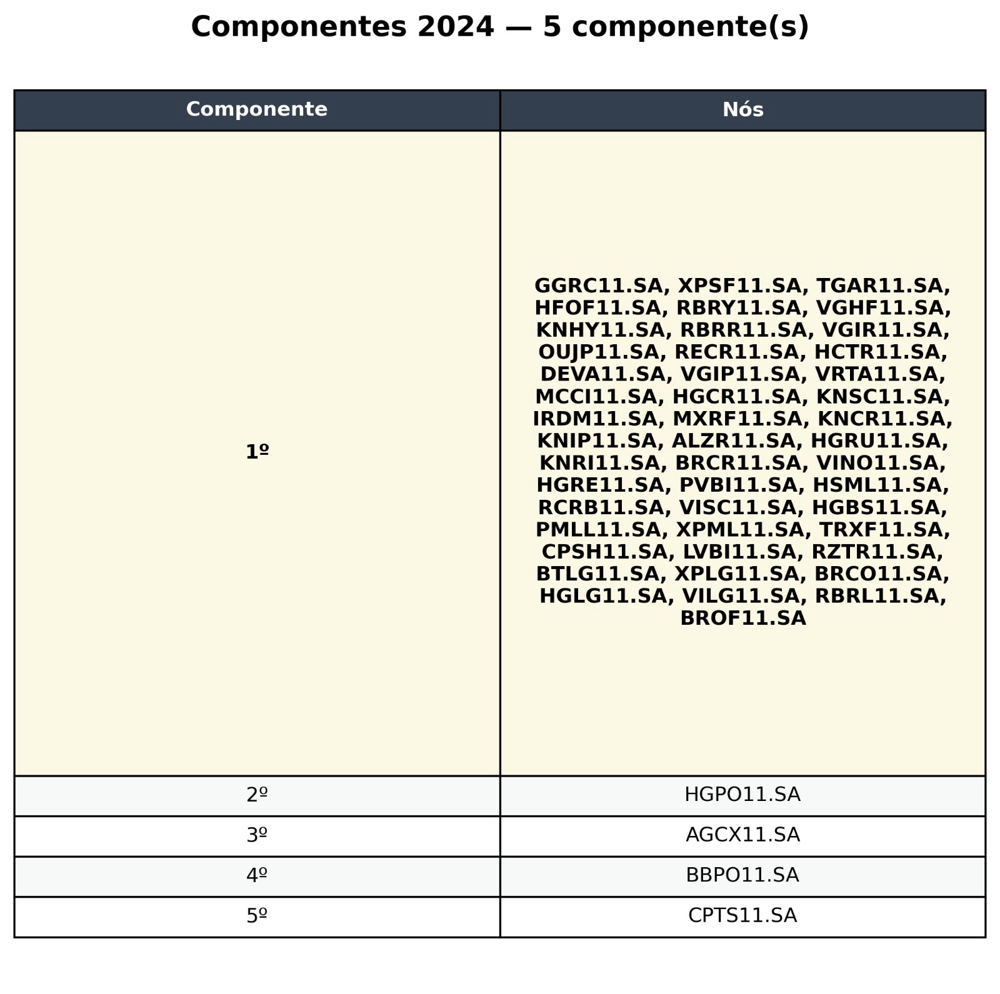 Componentes 2024 — 5 componente(s)
Componente Nós
1º
GGRC11.SA, XPSF11.SA, TGAR11.SA,
HFOF11.SA, RBRY11.SA, VGHF11.SA,
KNHY11.SA, RBRR11.SA, VGIR11.SA,
OUJP11.SA, RECR11.SA, HCTR11.SA,
DEVA11.SA, VGIP11.SA, VRTA11.SA,
MCCI11.SA, HGCR11.SA, KNSC11.SA,
IRDM11.SA, MXRF11.SA, KNCR11.SA,
KNIP11.SA, ALZR11.SA, HGRU11.SA,
KNRI11.SA, BRCR11.SA, VINO11.SA,
HGRE11.SA, PVBI11.SA, HSML11.SA,
RCRB11.SA, VISC11.SA, HGBS11.SA,
PMLL11.SA, XPML11.SA, TRXF11.SA,
CPSH11.SA, LVBI11.SA, RZTR11.SA,
BTLG11.SA, XPLG11.SA, BRCO11.SA,
HGLG11.SA, VILG11.SA, RBRL11.SA,
BROF11.SA
2º HGPO11.SA
3º AGCX11.SA
4º BBPO11.SA
5º CPTS11.SA